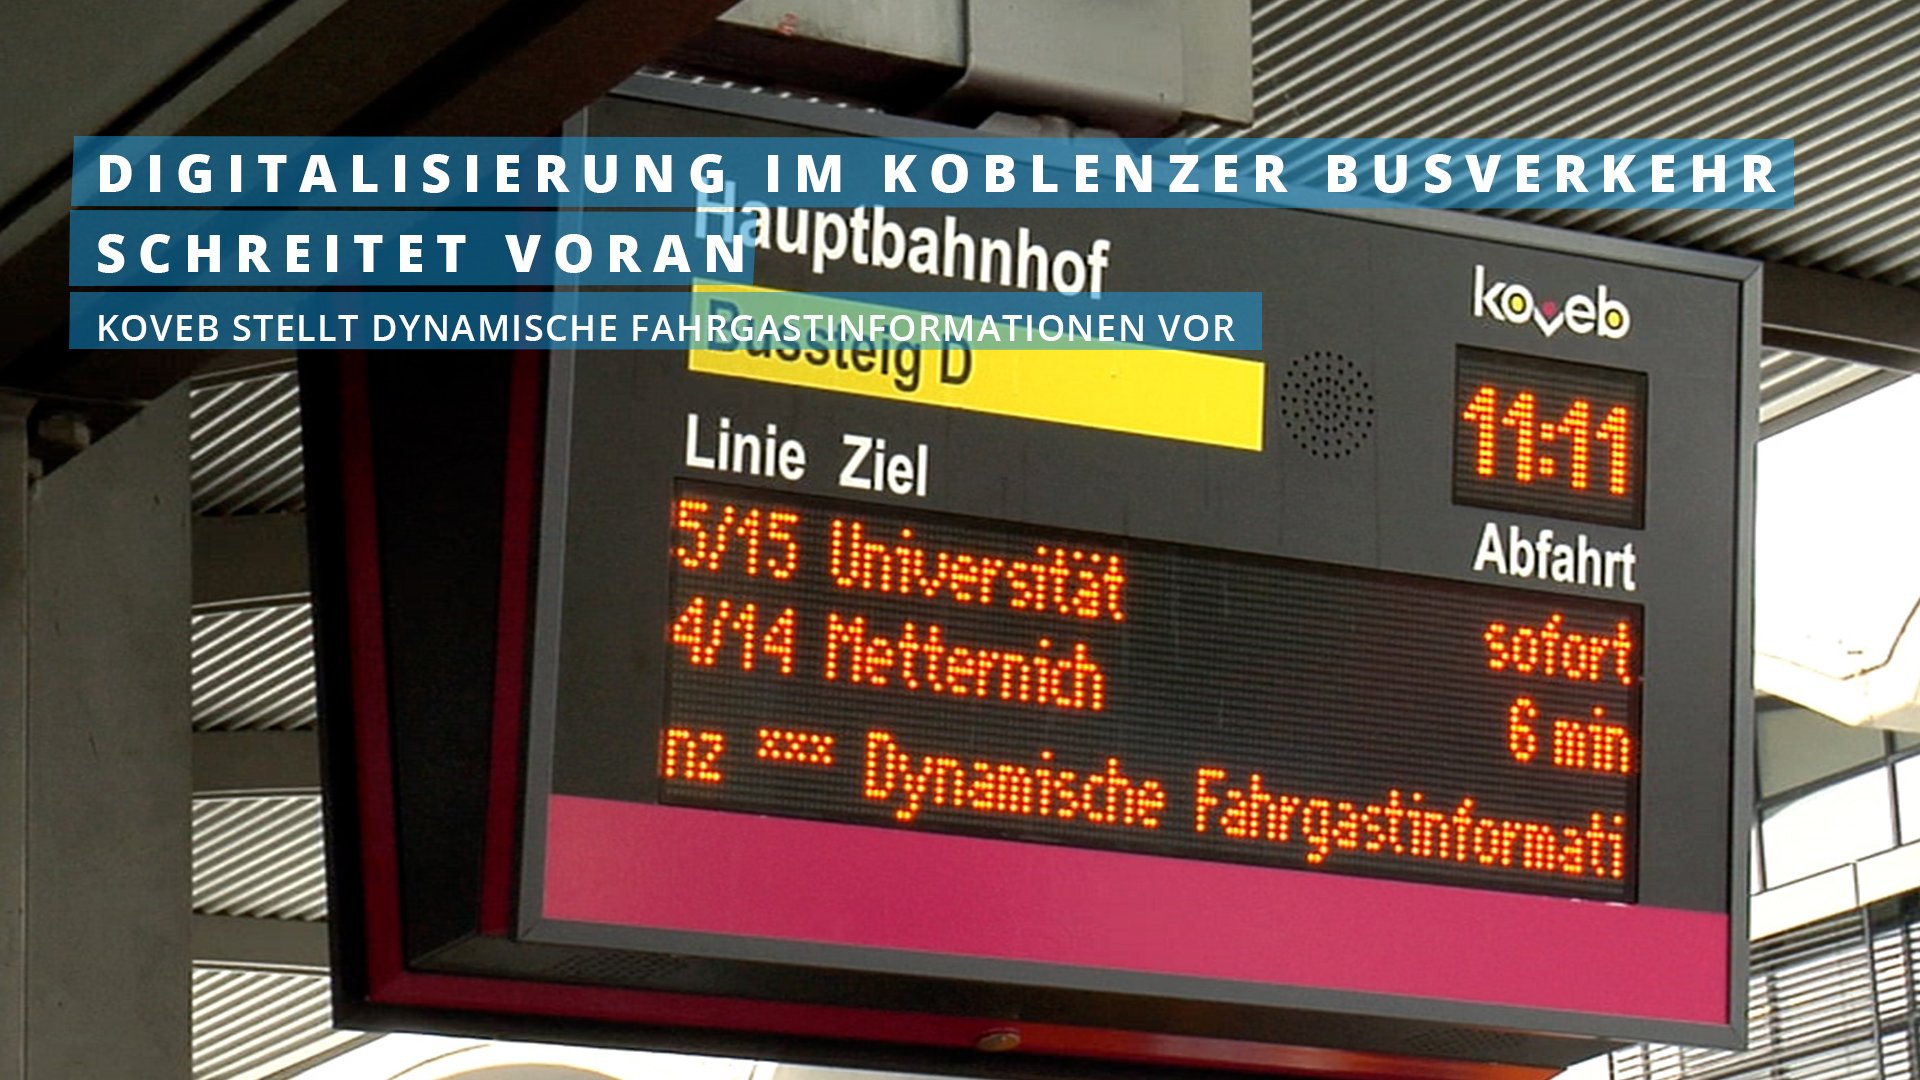 DIGITALISIERUNG IM KOBLENZER BUSVERKEHR
SCHREITET VORAN
KOVEB STELLT DYNAMISCHE FAHRGASTINFORMATIONEN VOR
Hauptbahnhof
koveb
Bussteig D
11:11
Linie Ziel Abfahrt
5/15 Universität sofort
4/14 Metternich 6 min
nz *** Dynamische Fahrgastinformati